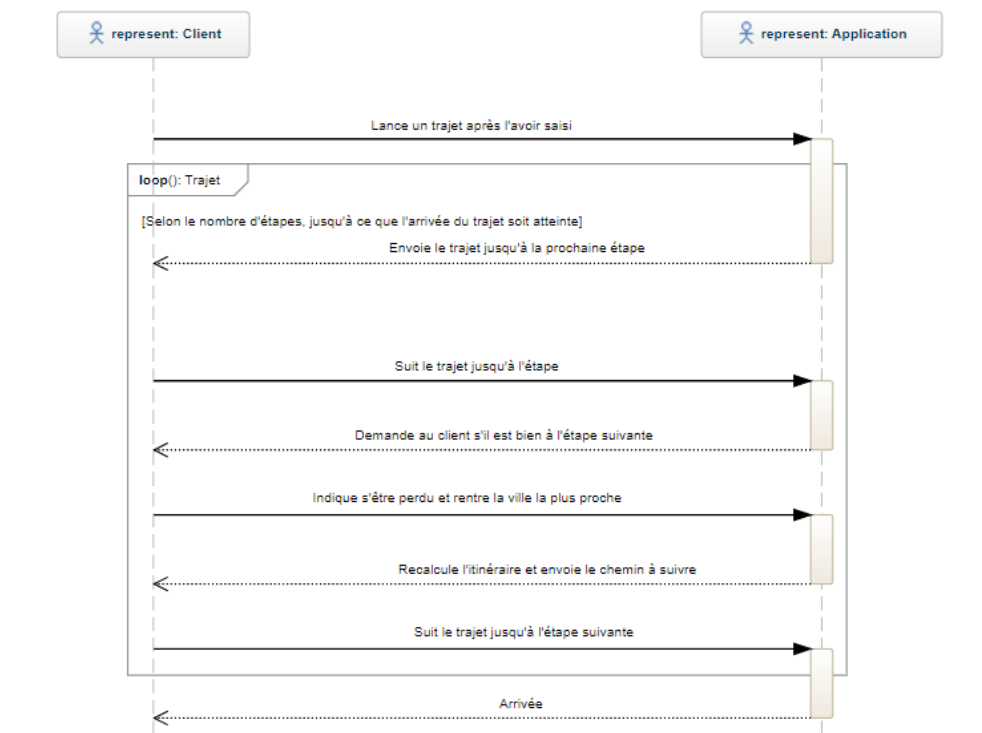 represent: Client
represent: Application
Lance un trajet après l'avoir saisi
loop(): Trajet
[Selon le nombre d'étapes, jusqu'à ce que l'arrivée du trajet soit atteinte]
Envoie le trajet jusqu'à la prochaine étape
Suit le trajet jusqu'à l'étape
Demande au client s'il est bien à l'étape suivante
Indique s'être perdu et rentre la ville la plus proche
Recalcule l'itinéraire et envoie le chemin à suivre
Suit le trajet jusqu'à l'étape suivante
Arrivée